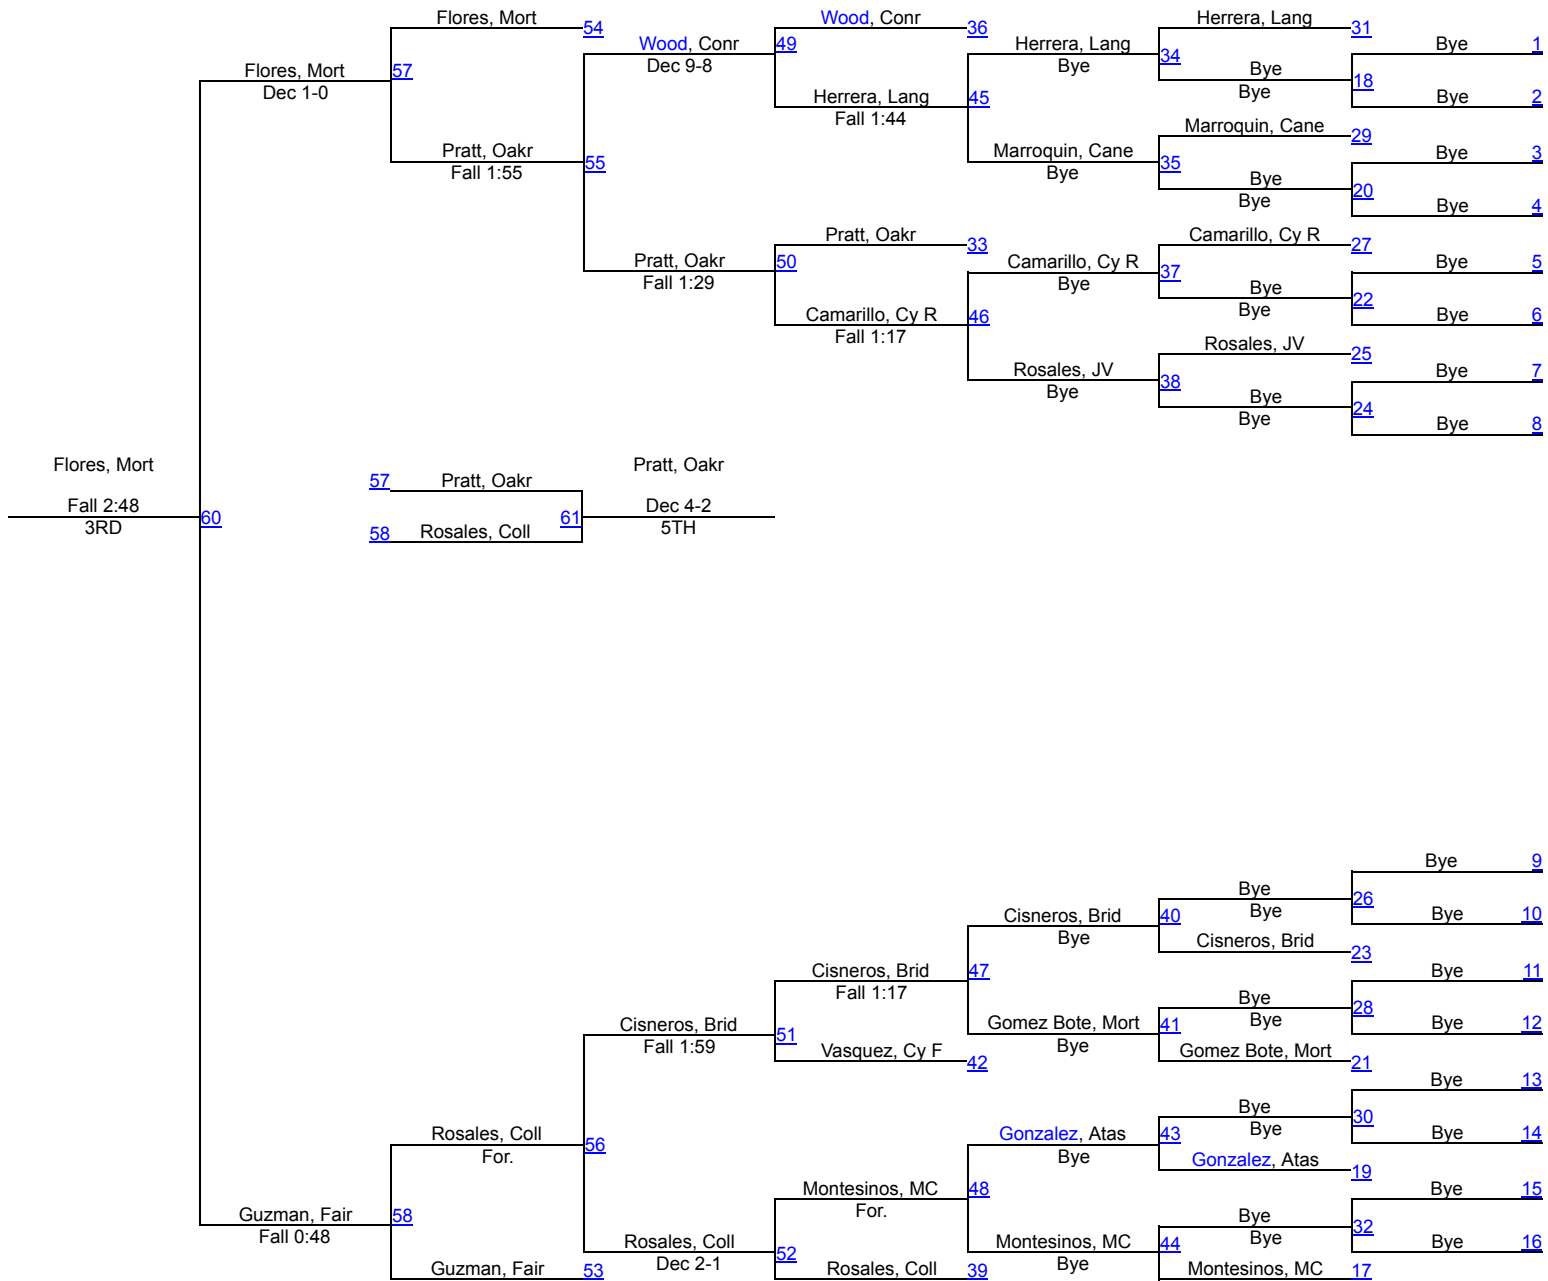 Flores, Mort 54
Wood, Conr 36
Herrera, Lang 31
Wood, Conr 49
Dec 9-8
Herrera, Lang 34
Bye
Bye 1
Flores, Mort 57
Dec 1-0
Bye 18
Bye
Herrera, Lang 45
Fall 1:44
Bye 2
Marroquin, Cane 29
Pratt, Oakr 55
Fall 1:55
Marroquin, Cane 35
Bye
Bye 3
Bye 20
Bye
Bye 4
Pratt, Oakr 33
Camarillo, Cy R 27
Pratt, Oakr 50
Fall 1:29
Camarillo, Cy R 37
Bye
Bye 5
Bye 22
Bye
Camarillo, Cy R 46
Fall 1:17
Bye 6
Rosales, JV 25
Rosales, JV 38
Bye
Bye 7
Bye 24
Bye
Bye 8
Flores, Mort
Pratt, Oakr
57 Pratt, Oakr
Fall 2:48
3RD
60
61
Dec 4-2
5TH
58 Rosales, Coll
Bye 9
Bye 26
Bye
Cisneros, Brid 40
Bye
Bye 10
Cisneros, Brid 23
Cisneros, Brid 47
Fall 1:17
Bye 11
Bye 28
Bye
Cisneros, Brid 51
Fall 1:59
Gomez Bote, Mort 41
Bye
Bye 12
Vasquez, Cy F 42
Gomez Bote, Mort 21
Bye 13
Bye 30
Bye
Rosales, Coll 56
For.
Gonzalez, Atas 43
Bye
Bye 14
Gonzalez, Atas 19
Montesinos, MC 48
For.
Bye 15
Guzman, Fair 58
Fall 0:48
Bye 32
Bye
Rosales, Coll 52
Dec 2-1
Montesinos, MC 44
Bye
Bye 16
Guzman, Fair 53
Rosales, Coll 39
Montesinos, MC 17